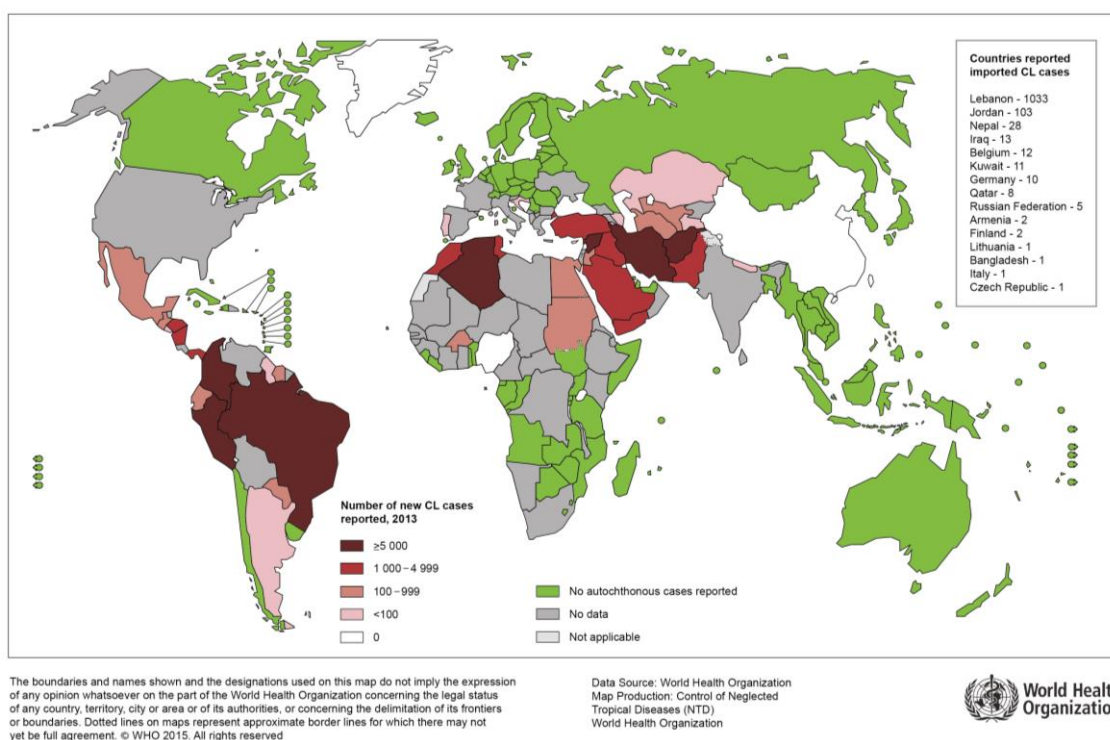 Countries reported
imported CL cases
Lebanon - 1033
Jordan - 103
Nepal - 28
Iraq - 13
Belgium - 12
Kuwait - 11
Germany - 10
Qatar - 8
Russian Federation - 5
Armenia - 2
Finland - 2
Lithuania - 1
Bangladesh - 1
Italy - 1
Czech Republic - 1
Number of new CL cases
reported, 2013
≥5 000
1 000 – 4 999
100 – 999
<100
0
No autochthonous cases reported
No data
Not applicable
The boundaries and names shown and the designations used on this map do not imply the expression
of any opinion whatsoever on the part of the World Health Organization concerning the legal status
of any country, territory, city or area or of its authorities, or concerning the delimitation of its frontiers
or boundaries. Dotted lines on maps represent approximate border lines for which there may not
yet be full agreement. © WHO 2015. All rights reserved
Data Source: World Health Organization
Map Production: Control of Neglected
Tropical Diseases (NTD)
World Health Organization
World Healt
Organizatio